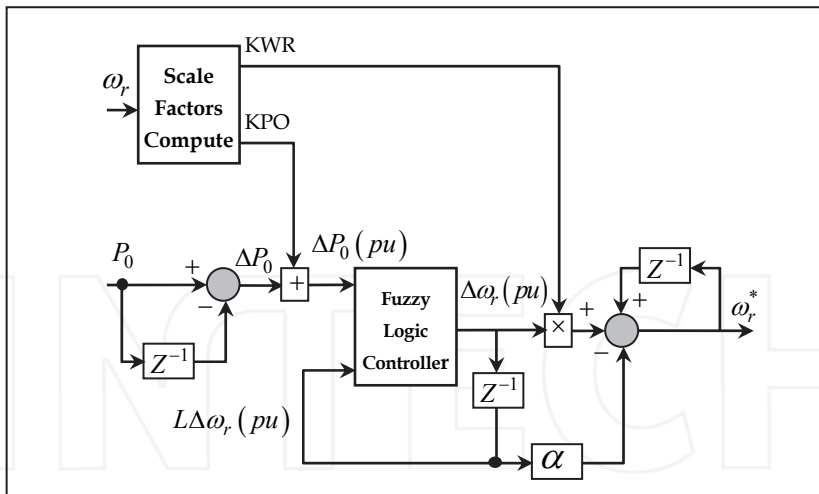 KWR
ω_r
Scale
Factors
Compute
KPO
P_0
+
−
ΔP_0
+
ΔP_0 (pu)
Z^{-1}
Fuzzy
Logic
Controller
Δω_r (pu)
×
+
−
+
Z^{-1}
ω_r^*
Z^{-1}
LΔω_r (pu)
α
INTECH